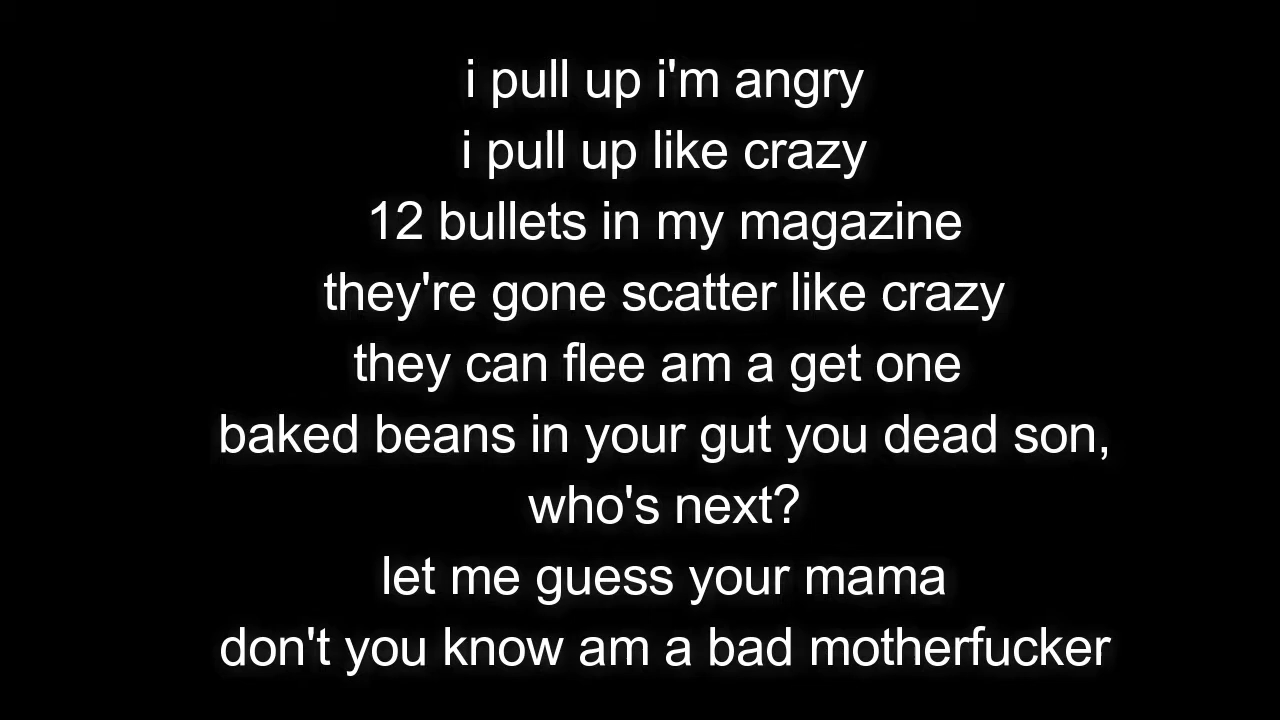 i pull up i'm angry
i pull up like crazy
12 bullets in my magazine
they're gone scatter like crazy
they can flee am a get one
baked beans in your gut you dead son,
who's next?
let me guess your mama
don't you know am a bad motherfucker